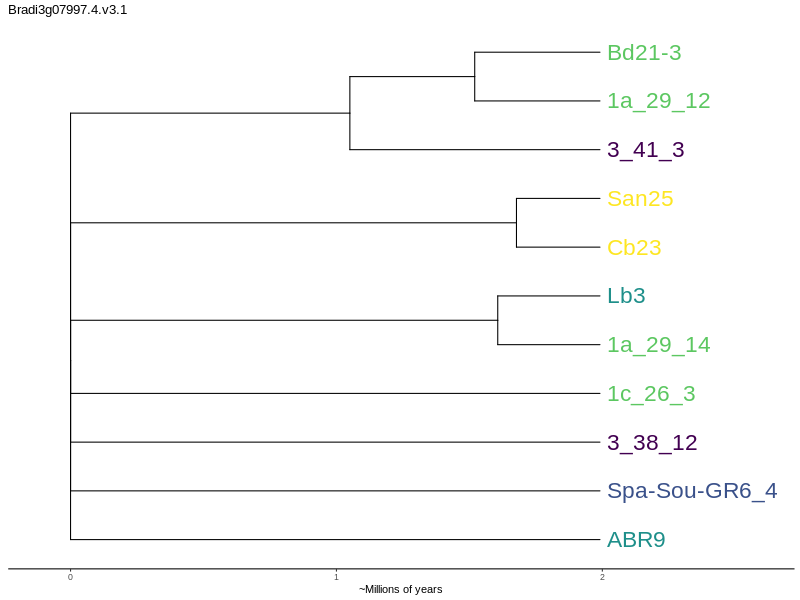 Bradi3g07997.4.v3.1
Bd21-3
1a_29_12
3_41_3
San25
Cb23
Lb3
1a_29_14
1c_26_3
3_38_12
Spa-Sou-GR6_4
ABR9
0 1 2
~Millions of years